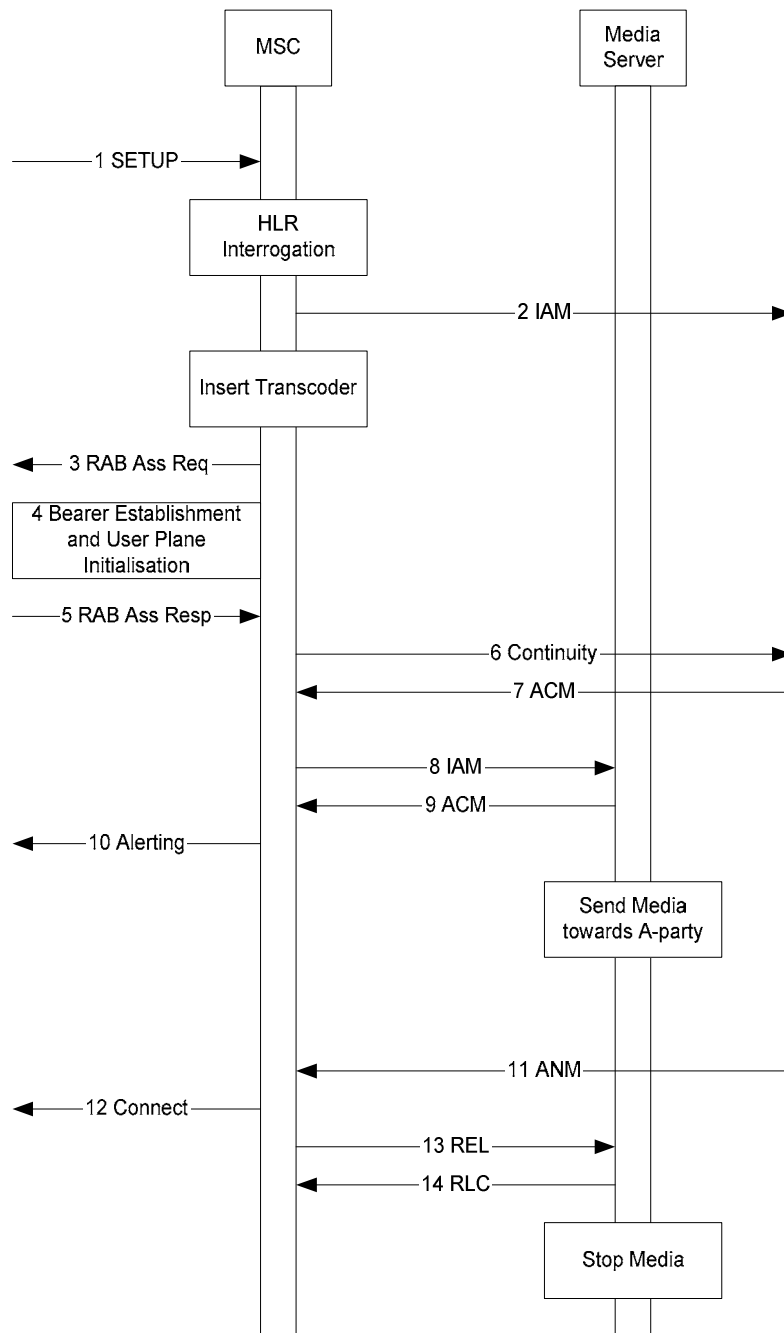 MSC
Media
Server
1 SETUP
HLR
Interrogation
2 IAM
Insert Transcoder
3 RAB Ass Req
4 Bearer Establishment
and User Plane
Initialisation
5 RAB Ass Resp
6 Continuity
7 ACM
8 IAM
9 ACM
10 Alerting
Send Media
towards A-party
11 ANM
12 Connect
13 REL
14 RLC
Stop Media